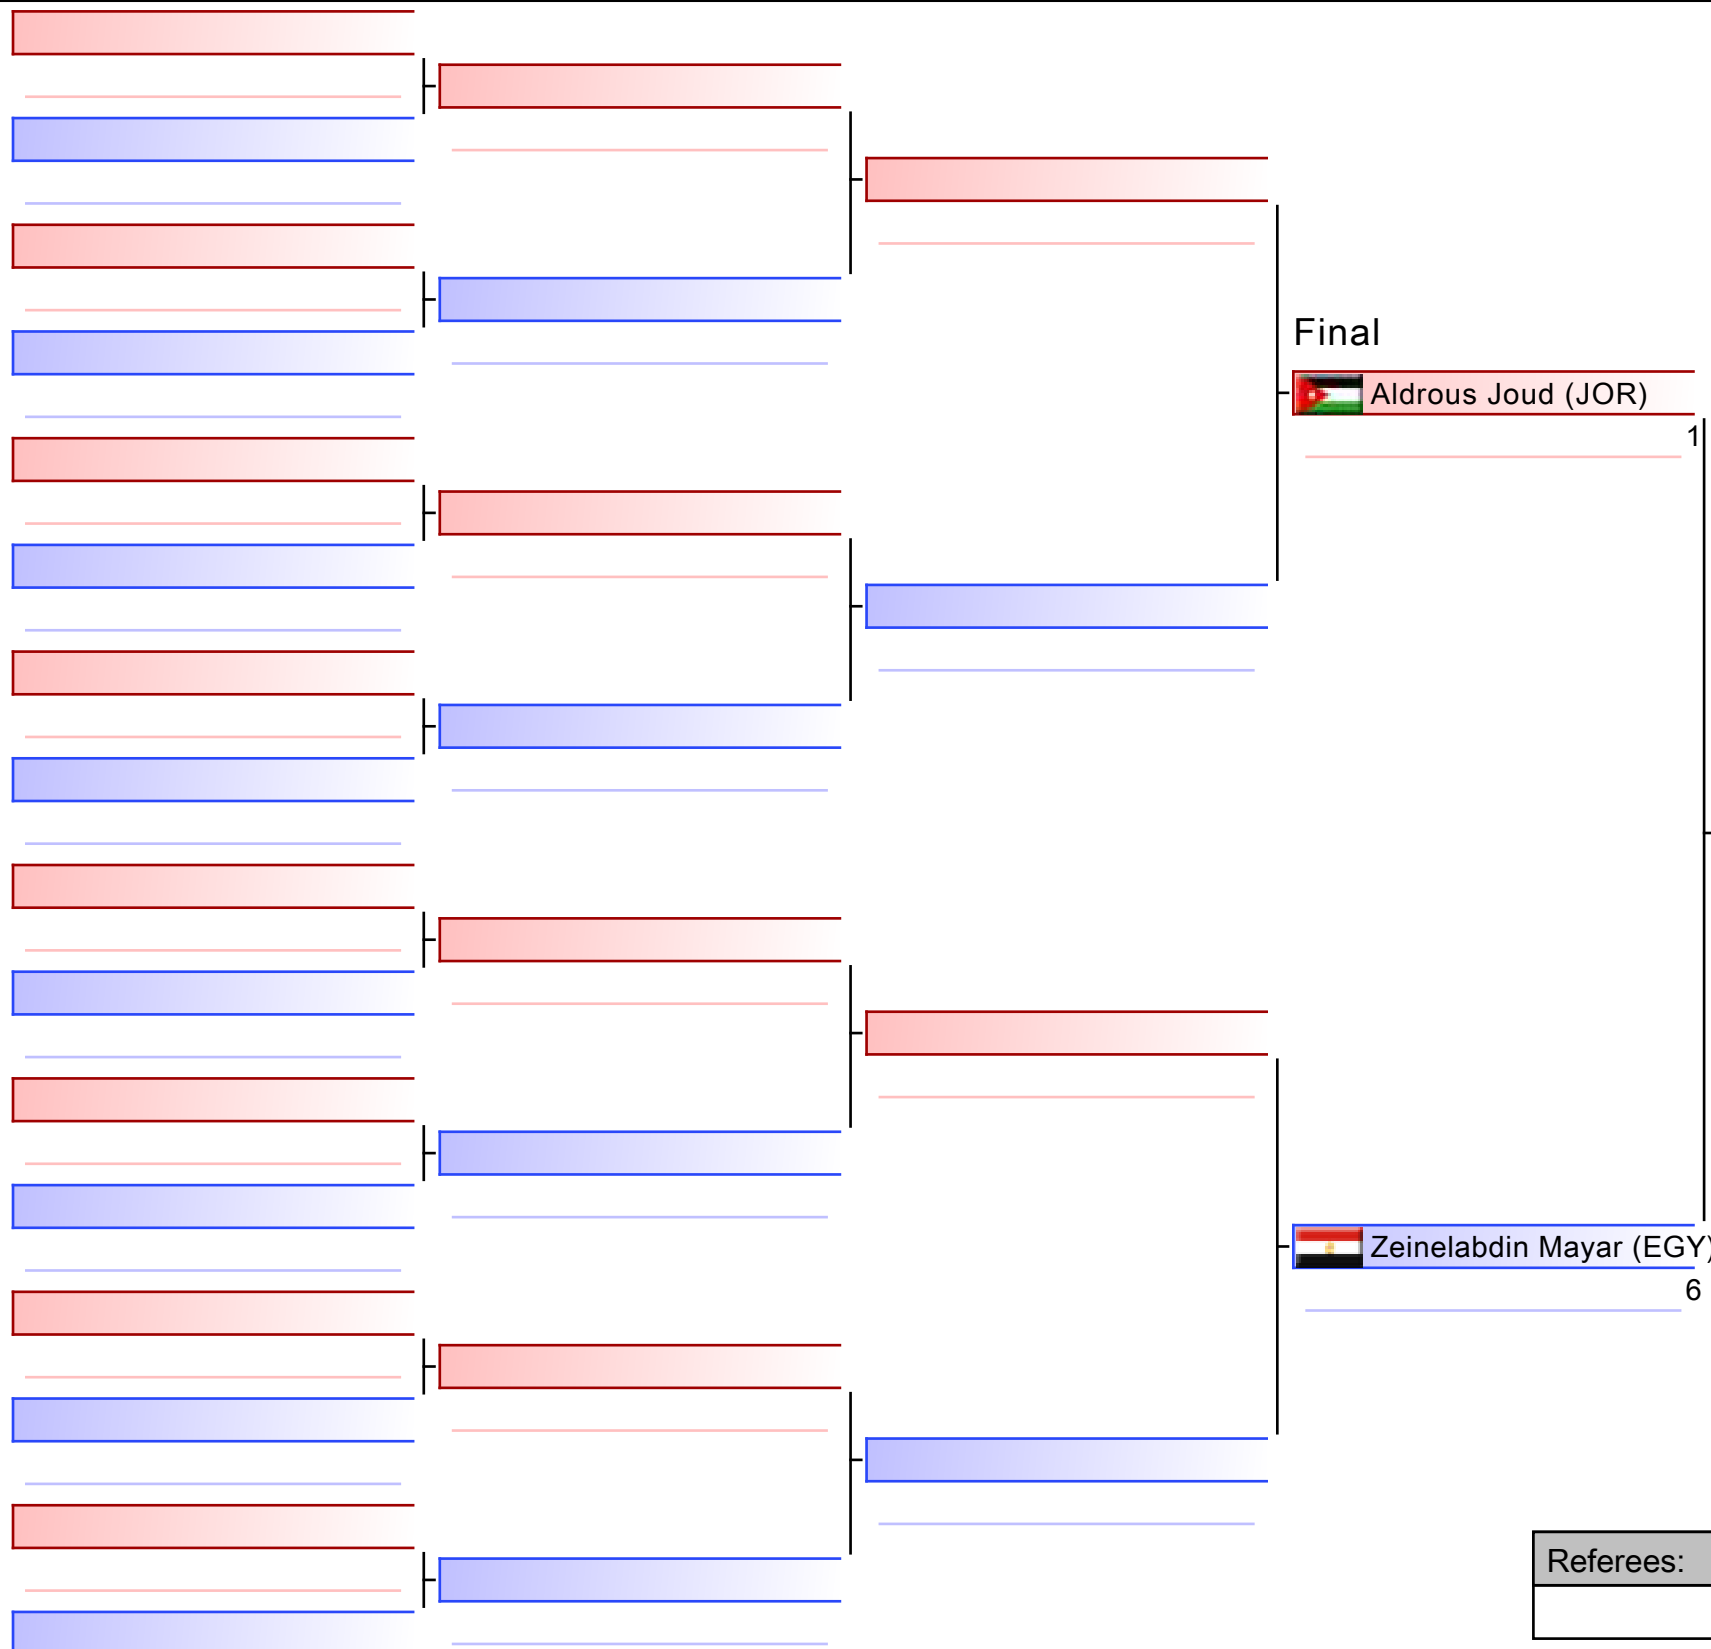 Final
Aldrous Joud (JOR)
1
Zeinelabdin Mayar (EGY)
6
Referees: